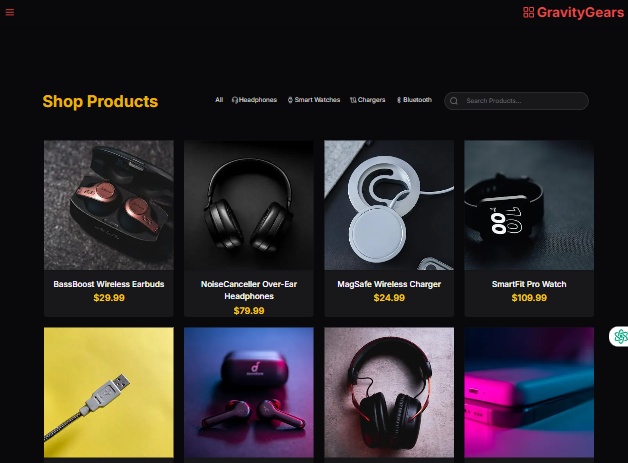 GravityGears
Shop Products
All
Headphones
Smart Watches
Chargers
Bluetooth
Search Products...
BassBoost Wireless Earbuds
$29.99
NoiseCanceller Over-Ear
Headphones
$79.99
MagSafe Wireless Charger
$24.99
SmartFit Pro Watch
$109.99